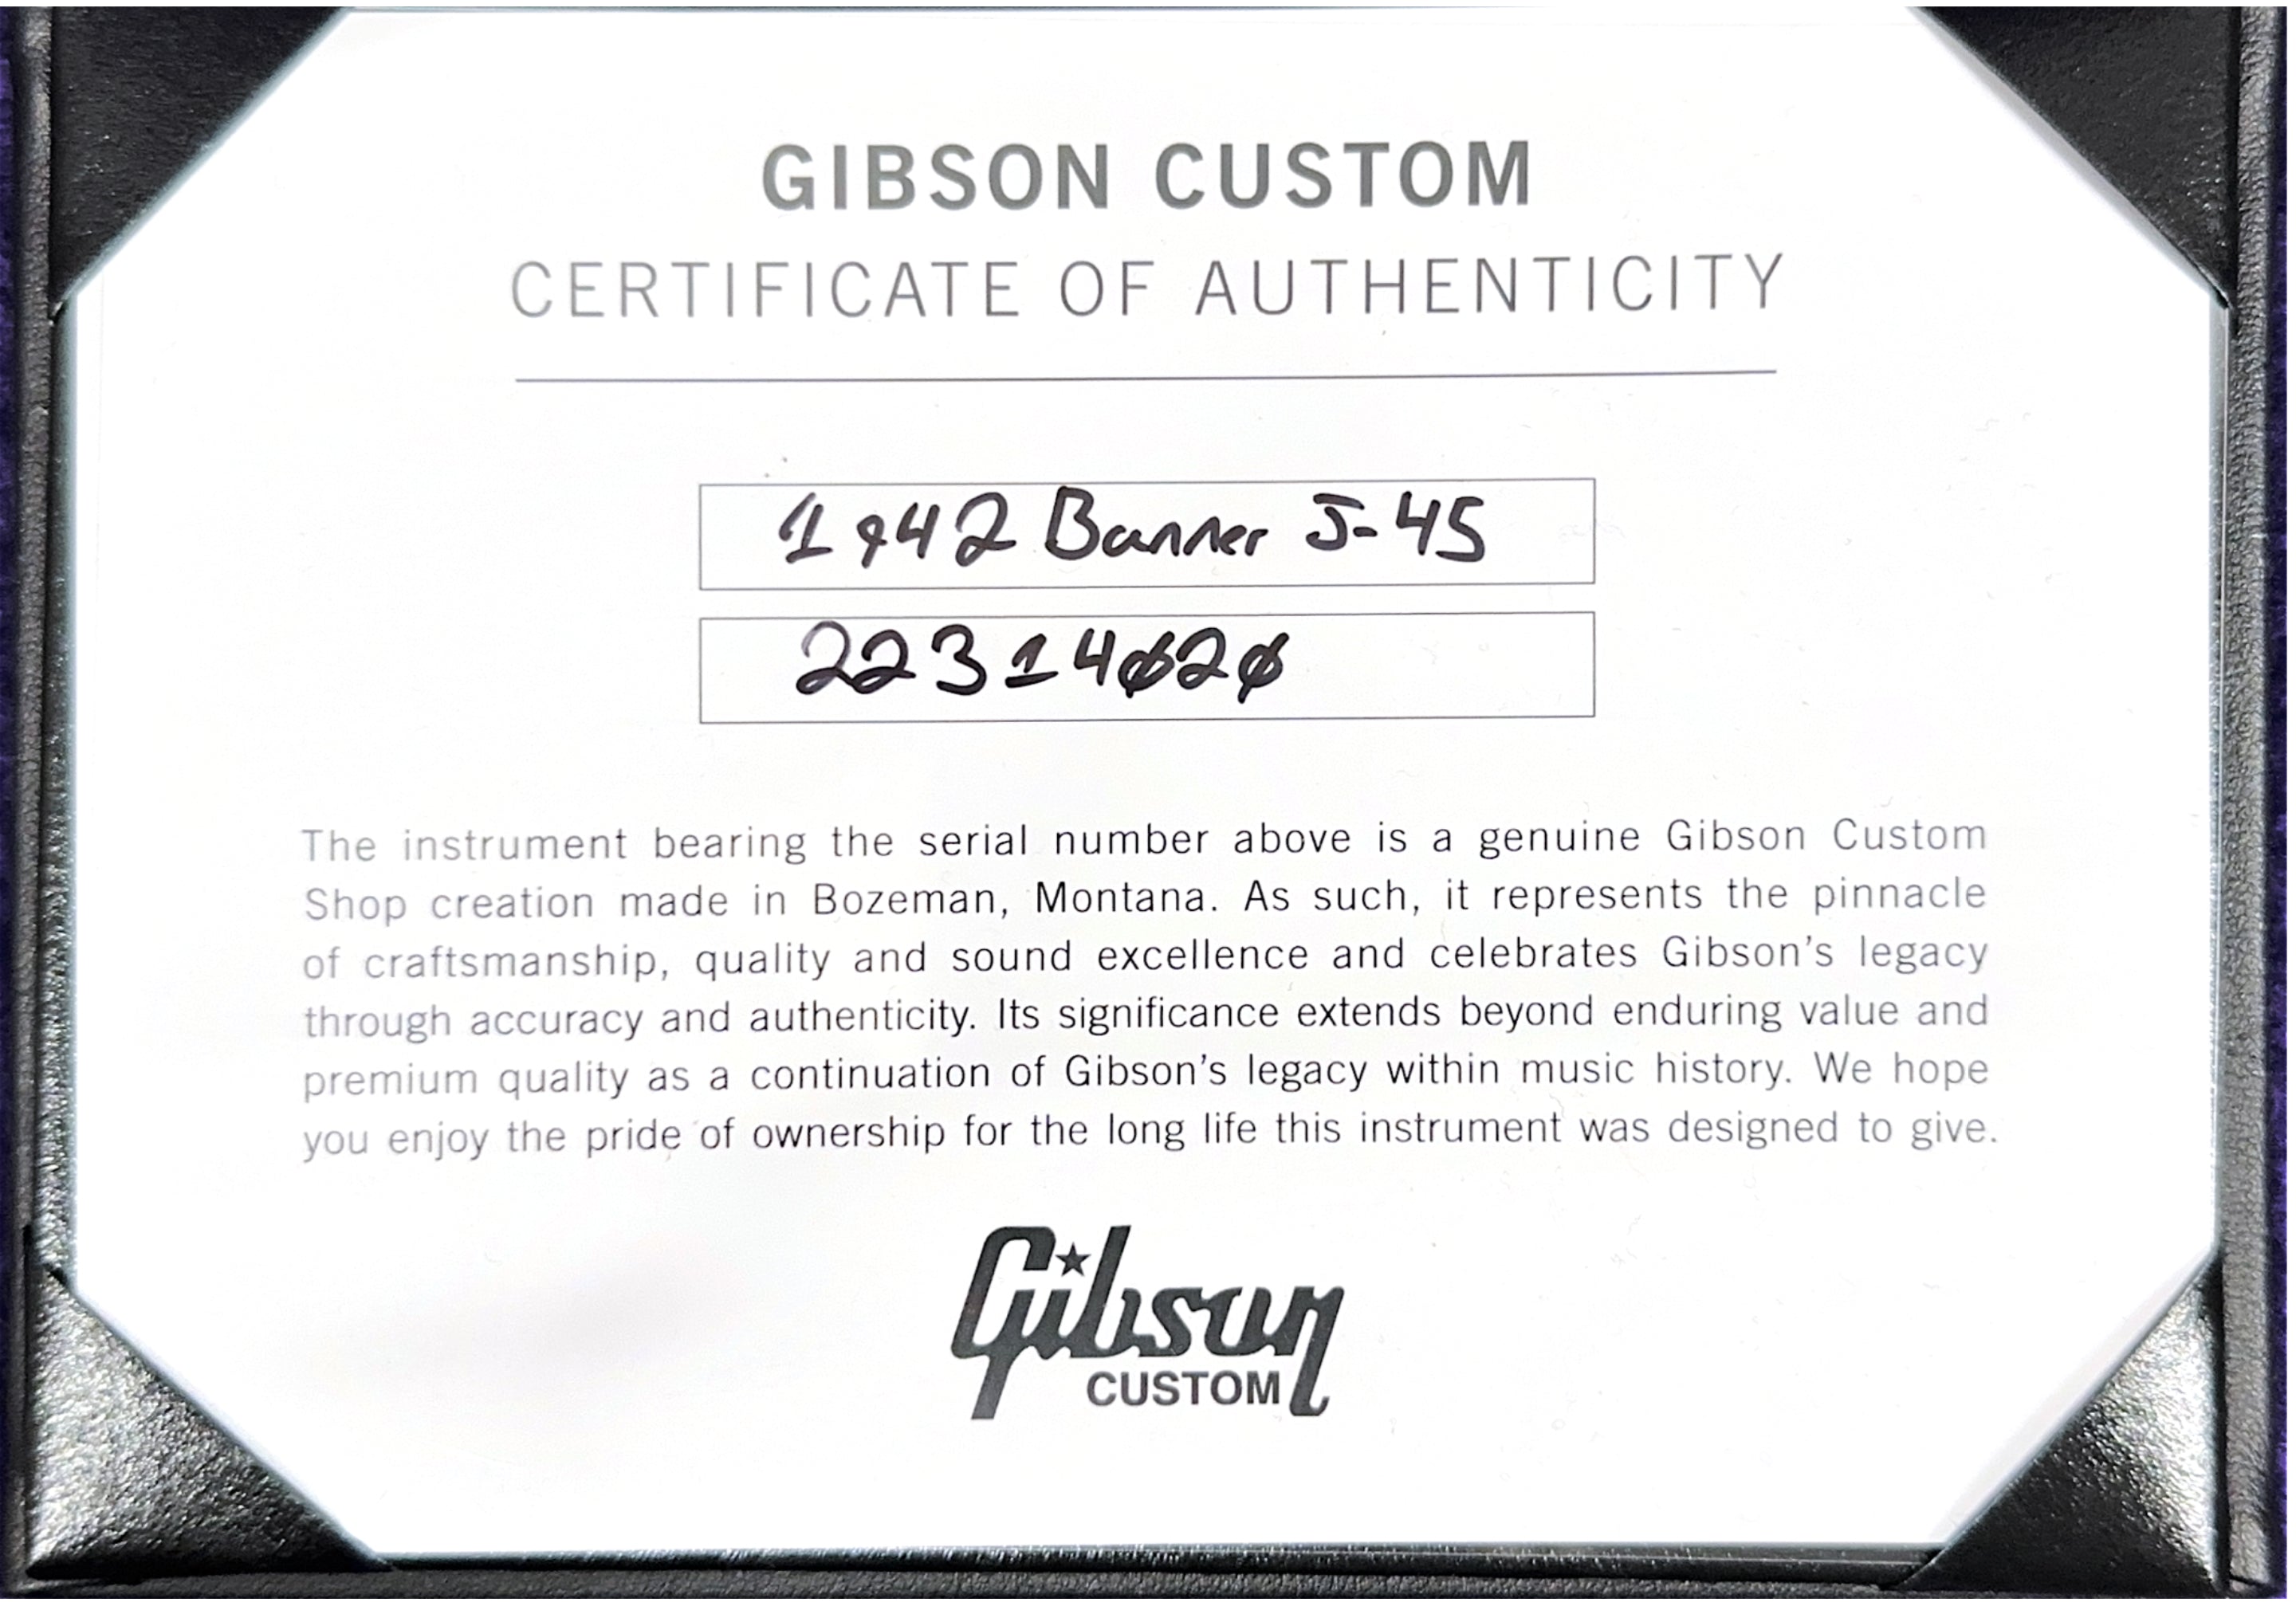 GIBSON CUSTOM
CERTIFICATE OF AUTHENTICITY
1942 Banner J-45
22314020
The instrument bearing the serial number above is a genuine Gibson Custom
Shop creation made in Bozeman, Montana. As such, it represents the pinnacle
of craftsmanship, quality and sound excellence and celebrates Gibson's legacy
through accuracy and authenticity. Its significance extends beyond enduring value and
premium quality as a continuation of Gibson's legacy within music history. We hope
you enjoy the pride of ownership for the long life this instrument was designed to give.
Gibson
CUSTOM